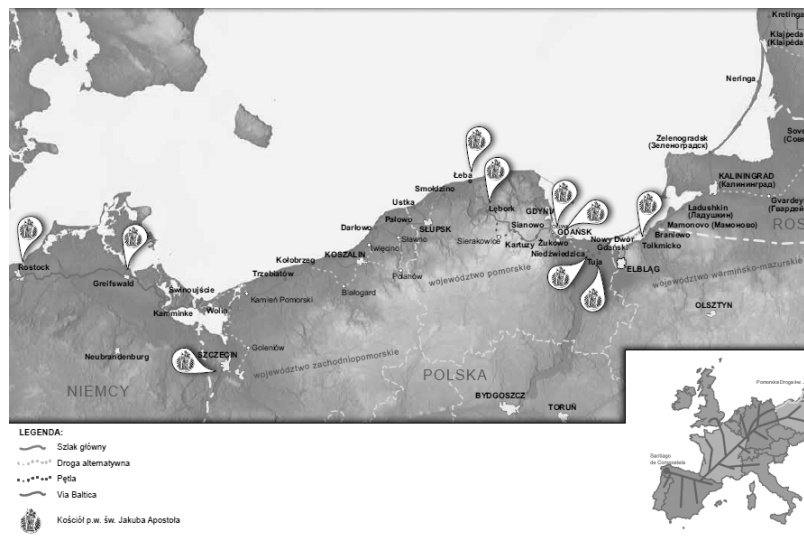 Kretinga
Klajpeda
(Klaipėda)
Neringa
Zelenogradsk
(Зеленоградск)
KALININGRAD
(Калининград)
Ladushkin
(Ладушкин)
Mamonovo (Мамоново)
Braniewo
Tolkmicko
Łeba
Smołdzino
Ustka
Lębork
Pałowo
GDYNIA
GDAŃSK
Darłowo
SŁUPSK
Sianowo
Sławno
Sierakowice
Kartuzy
Żukowo
Nowy Dwór
Gdański
Niedźwiedzica
Tuja
ELBLĄG
Rostock
Greifswald
Kołobrzeg
KOSZALIN
Trzebiatów
Polanów
Świnoujście
Kamień Pomorski
Białogard
Wolin
Kamminke
województwo pomorskie
województwo warmińsko-mazurskie
OLSZTYN
Neubrandenburg
SZCZECIN
Goleniów
województwo zachodniopomorskie
NIEMCY
POLSKA
BYDGOSZCZ
TORUŃ
Santiago
de Compostela
LEGENDA:
Szlak główny
Droga alternatywna
Pętla
Via Baltica
Kościół p.w. św. Jakuba Apostoła